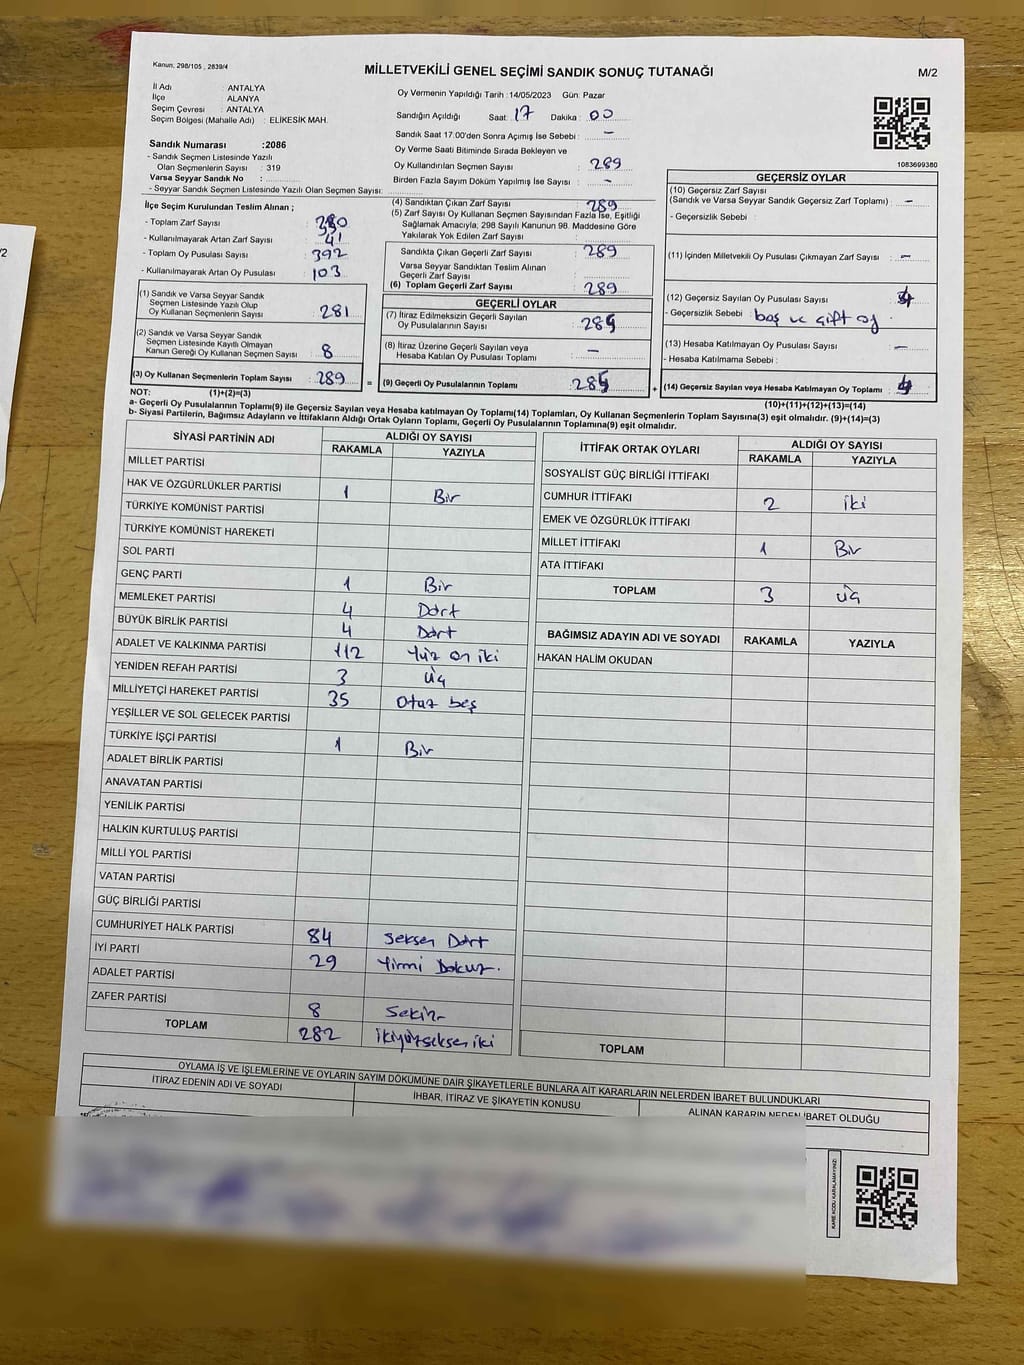 Kanun, 298/105 , 2839/4
MİLLETVEKİLİ GENEL SEÇİMİ SANDIK SONUÇ TUTANAĞI
M/2
İl Adı : ANTALYA
İlçe : ALANYA
Seçim Çevresi : ANTALYA
Seçim Bölgesi (Mahalle Adı) : ELİKESİK MAH.
Oy Vermenin Yapıldığı Tarih : 14/05/2023 Gün: Pazar
Sandığın Açıldığı Saat : 17 Dakika : 00
Sandık Saat 17:00'den Sonra Açımış İse Sebebi : –
Oy Verme Saati Bitiminde Sırada Bekleyen ve
Oy Kullandırılan Seçmen Sayısı : 289
Birden Fazla Sayım Döküm Yapılmış İse Sayısı : –
1083699380
Sandık Numarası : 2086
- Sandık Seçmen Listesinde Yazılı
Olan Seçmenlerin Sayısı : 319
Varsa Seyyar Sandık No :
- Seyyar Sandık Seçmen Listesinde Yazılı Olan Seçmen Sayısı:
İlçe Seçim Kurulundan Teslim Alınan ;
- Toplam Zarf Sayısı :
- Kullanılmayarak Artan Zarf Sayısı : 41
- Toplam Oy Pusulası Sayısı : 392
- Kullanılmayarak Artan Oy Pusulası : 103
(1) Sandık ve Varsa Seyyar Sandık
Seçmen Listesinde Yazılı Olup
Oy Kullanan Seçmenlerin Sayısı : 281
(2) Sandık ve Varsa Seyyar Sandık
Seçmen Listesinde Kayıtlı Olmayan
Kanun Gereği Oy Kullanan Seçmen Sayısı : 8
(3) Oy Kullanan Seçmenlerin Toplam Sayısı : 289
(1)+(2)=(3)
(4) Sandıktan Çıkan Zarf Sayısı : 289
(5) Zarf Sayısı Oy Kullanan Seçmen Sayısından Fazla İse, Eşitliği
Sağlamak Amacıyla; 298 Sayılı Kanunun 98. Maddesine Göre
Yakılarak Yok Edilen Zarf Sayısı :
Sandıkta Çıkan Geçerli Zarf Sayısı : 289
Varsa Seyyar Sandıktan Teslim Alınan
Geçerli Zarf Sayısı :
(6) Toplam Geçerli Zarf Sayısı : 289
GEÇERLİ OYLAR
(7) İtiraz Edilmeksizin Geçerli Sayılan
Oy Pusulalarının Sayısı : 285
(8) İtiraz Üzerine Geçerli Sayılan veya
Hesaba Katılan Oy Pusulası Toplamı : –
= (9) Geçerli Oy Pusulalarının Toplamı : 285 +
GEÇERSİZ OYLAR
(10) Geçersiz Zarf Sayısı
(Sandık ve Varsa Seyyar Sandık Geçersiz Zarf Toplamı) : –
- Geçersizlik Sebebi :
(11) İçinden Milletvekili Oy Pusulası Çıkmayan Zarf Sayısı : –
(12) Geçersiz Sayılan Oy Pusulası Sayısı : 4
- Geçersizlik Sebebi : boş ve çift oy
(13) Hesaba Katılmayan Oy Pusulası Sayısı : –
- Hesaba Katılmama Sebebi :
(14) Geçersiz Sayılan veya Hesaba Katılmayan Oy Toplamı : 4
(10)+(11)+(12)+(13)=(14)
NOT:
a- Geçerli Oy Pusulalarının Toplamı(9) ile Geçersiz Sayılan veya Hesaba katılmayan Oy Toplamı(14) Toplamları, Oy Kullanan Seçmenlerin Toplam Sayısına(3) eşit olmalıdır. (9)+(14)=(3)
b- Siyasi Partilerin, Bağımsız Adayların ve İttifakların Aldığı Ortak Oyların Toplamı, Geçerli Oy Pusulalarının Toplamına(9) eşit olmalıdır.
SİYASİ PARTİNİN ADI ALDIĞI OY SAYISI
RAKAMLA YAZIYLA
MİLLET PARTİSİ
HAK VE ÖZGÜRLÜKLER PARTİSİ 1 Bir
TÜRKİYE KOMÜNİST PARTİSİ
TÜRKİYE KOMÜNİST HAREKETİ
SOL PARTİ
GENÇ PARTİ 1 Bir
MEMLEKET PARTİSİ 4 Dört
BÜYÜK BİRLİK PARTİSİ 4 Dört
ADALET VE KALKINMA PARTİSİ 112 Yüz on iki
YENİDEN REFAH PARTİSİ 3 Üç
MİLLİYETÇİ HAREKET PARTİSİ 35 Otuz beş
YEŞİLLER VE SOL GELECEK PARTİSİ
TÜRKİYE İŞÇİ PARTİSİ 1 Bir
ADALET BİRLİK PARTİSİ
ANAVATAN PARTİSİ
YENİLİK PARTİSİ
HALKIN KURTULUŞ PARTİSİ
MİLLİ YOL PARTİSİ
VATAN PARTİSİ
GÜÇ BİRLİĞİ PARTİSİ
CUMHURİYET HALK PARTİSİ 84 Seksen Dört
İYİ PARTİ 29 Yirmi Dokuz.
ADALET PARTİSİ
ZAFER PARTİSİ 8 Sekiz
TOPLAM 282 ikiyüzseksen iki
İTTİFAK ORTAK OYLARI ALDIĞI OY SAYISI
RAKAMLA YAZIYLA
SOSYALİST GÜÇ BİRLİĞİ İTTİFAKI
CUMHUR İTTİFAKI 2 iki
EMEK VE ÖZGÜRLÜK İTTİFAKI
MİLLET İTTİFAKI 1 Bir
ATA İTTİFAKI
TOPLAM 3 üç
BAĞIMSIZ ADAYIN ADI VE SOYADI RAKAMLA YAZIYLA
HAKAN HALİM OKUDAN
TOPLAM
OYLAMA İŞ VE İŞLEMLERİNE VE OYLARIN SAYIM DÖKÜMÜNE DAİR ŞİKAYETLERLE BUNLARA AİT KARARLARIN NELERDEN İBARET BULUNDUKLARI
İTİRAZ EDENİN ADI VE SOYADI
İHBAR, İTİRAZ VE ŞİKAYETİN KONUSU
ALINAN KARARIN NEDEN İBARET OLDUĞU
KARE KODU KARALAMAYINIZ!
/2